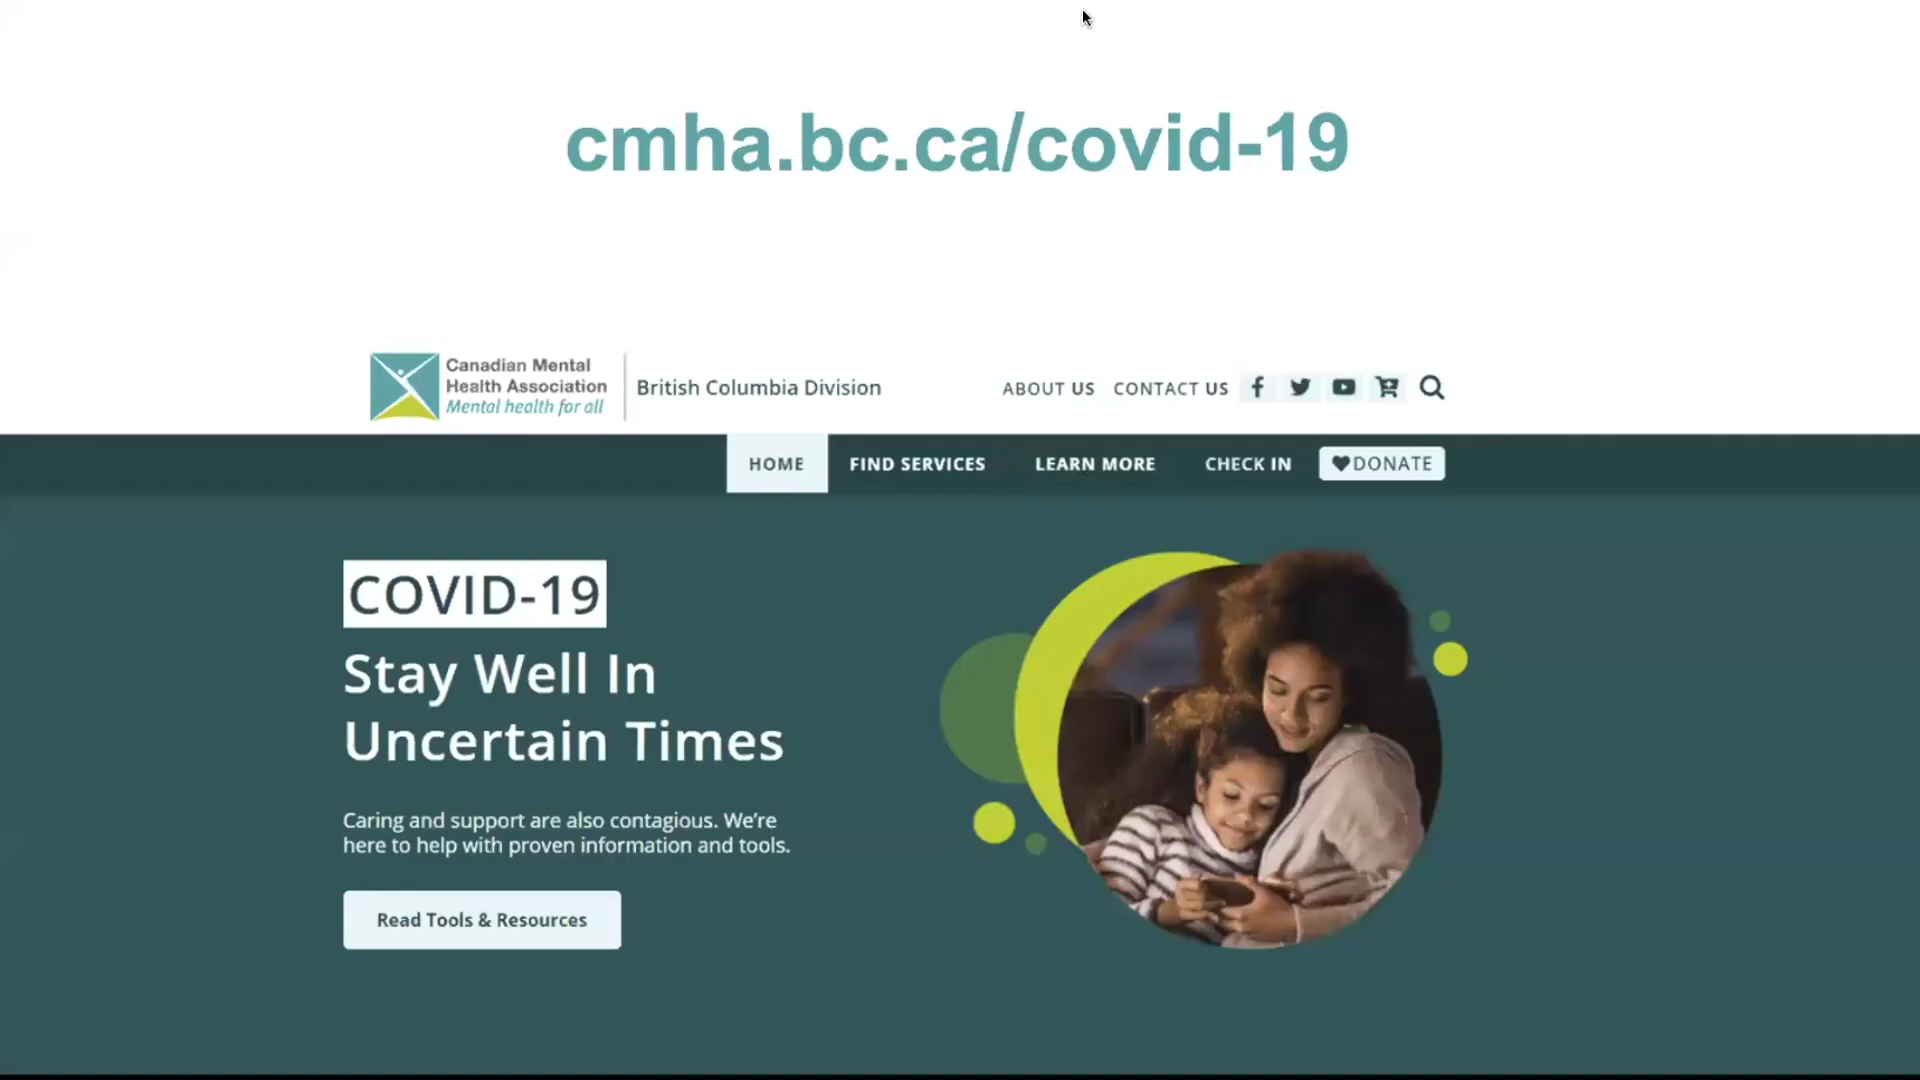 cmha.bc.ca/covid-19
Canadian Mental
Health Association
Mental health for all
British Columbia Division
ABOUT US CONTACT US
HOME FIND SERVICES LEARN MORE CHECK IN DONATE
COVID-19
Stay Well In
Uncertain Times
Caring and support are also contagious. We're
here to help with proven information and tools.
Read Tools & Resources